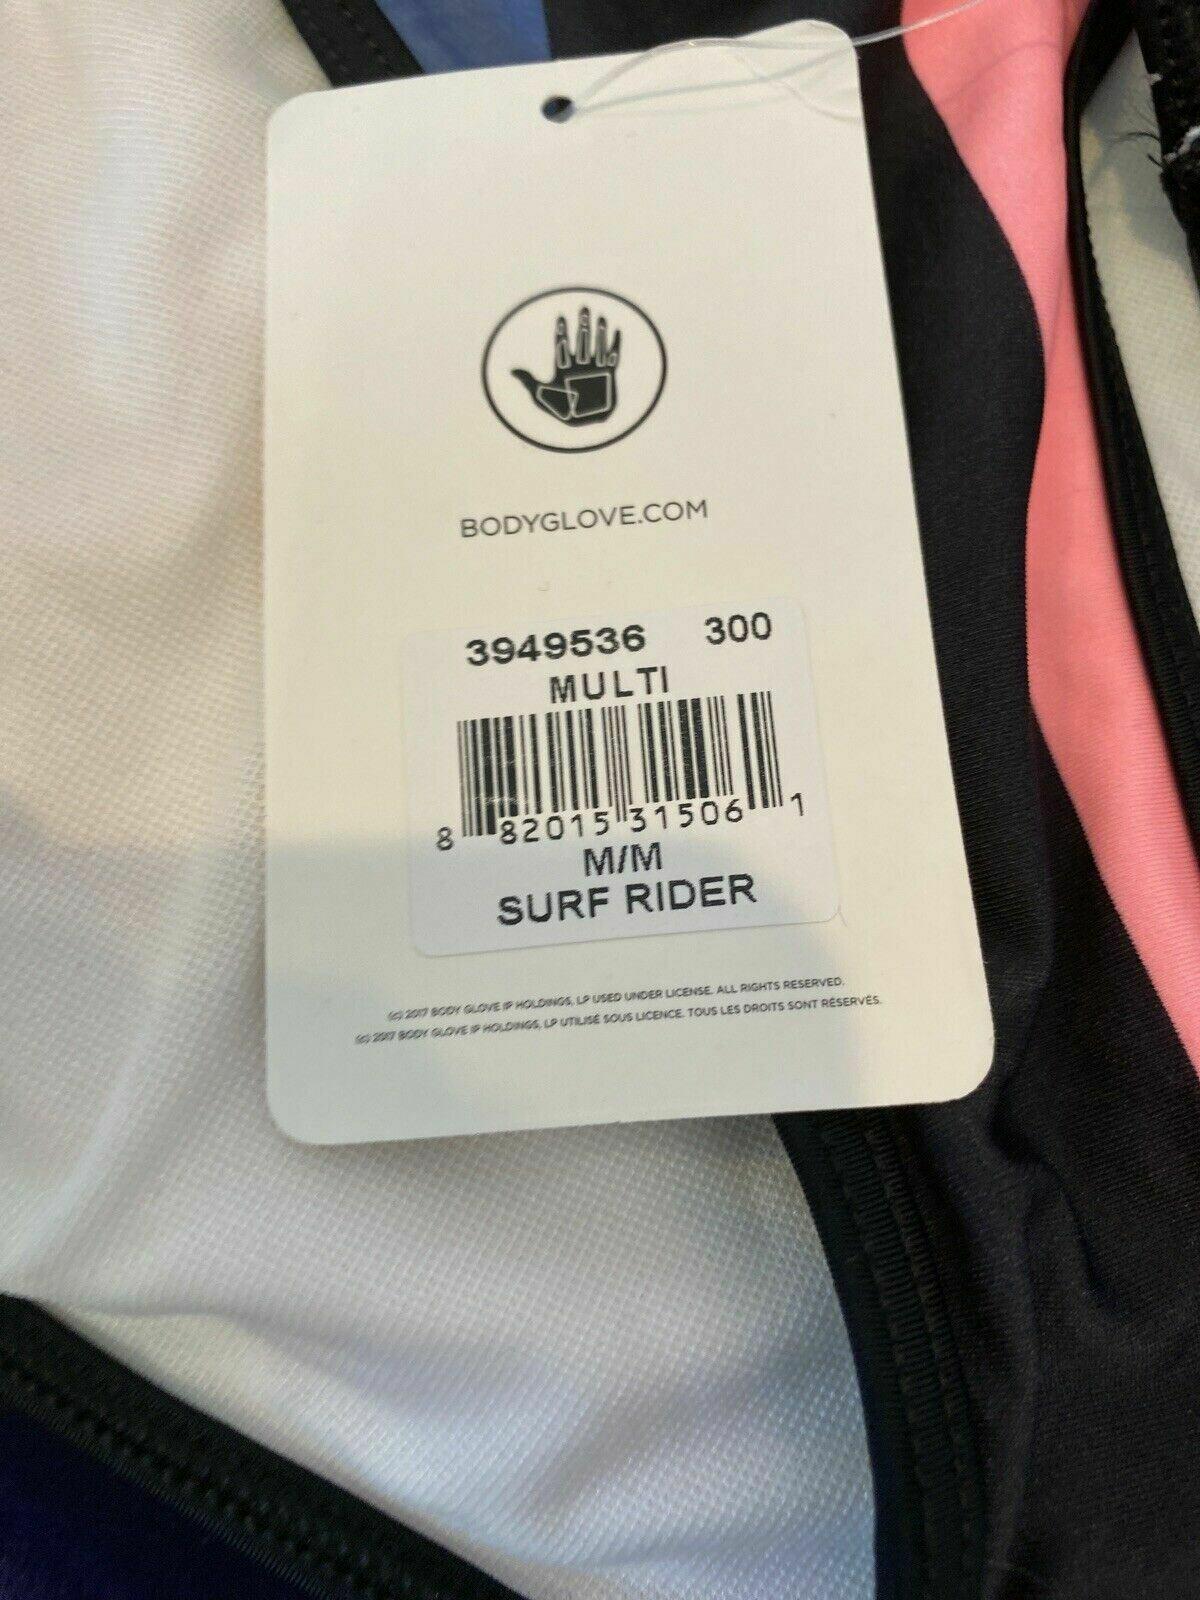 BODYGLOVE.COM
3949536 300
MULTI
8 82015 31506 1
M/M
SURF RIDER
(c) 2017 BODY GLOVE IP HOLDINGS, LP USED UNDER LICENSE. ALL RIGHTS RESERVED.
(c) 2017 BODY GLOVE IP HOLDINGS, LP UTILISÉ SOUS LICENCE. TOUS LES DROITS SONT RÉSERVÉS.